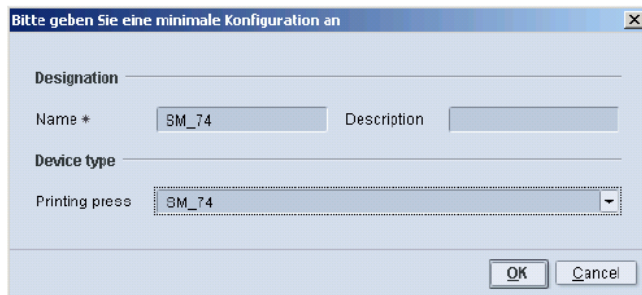 Bitte geben Sie eine minimale Konfiguration an
Designation
Name * SM_74 Description
Device type
Printing press SM_74
OK Cancel